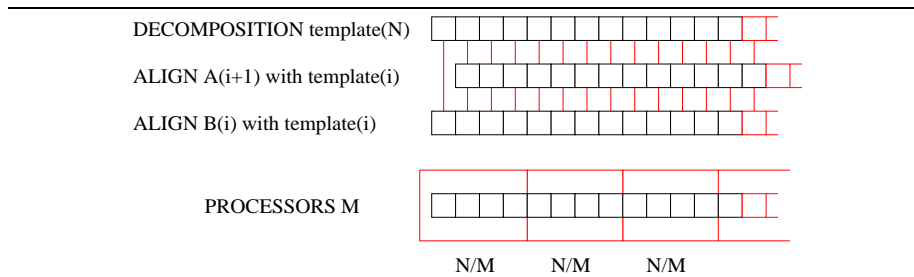 DECOMPOSITION template(N)
ALIGN A(i+1) with template(i)
ALIGN B(i) with template(i)
PROCESSORS M
N/M N/M N/M